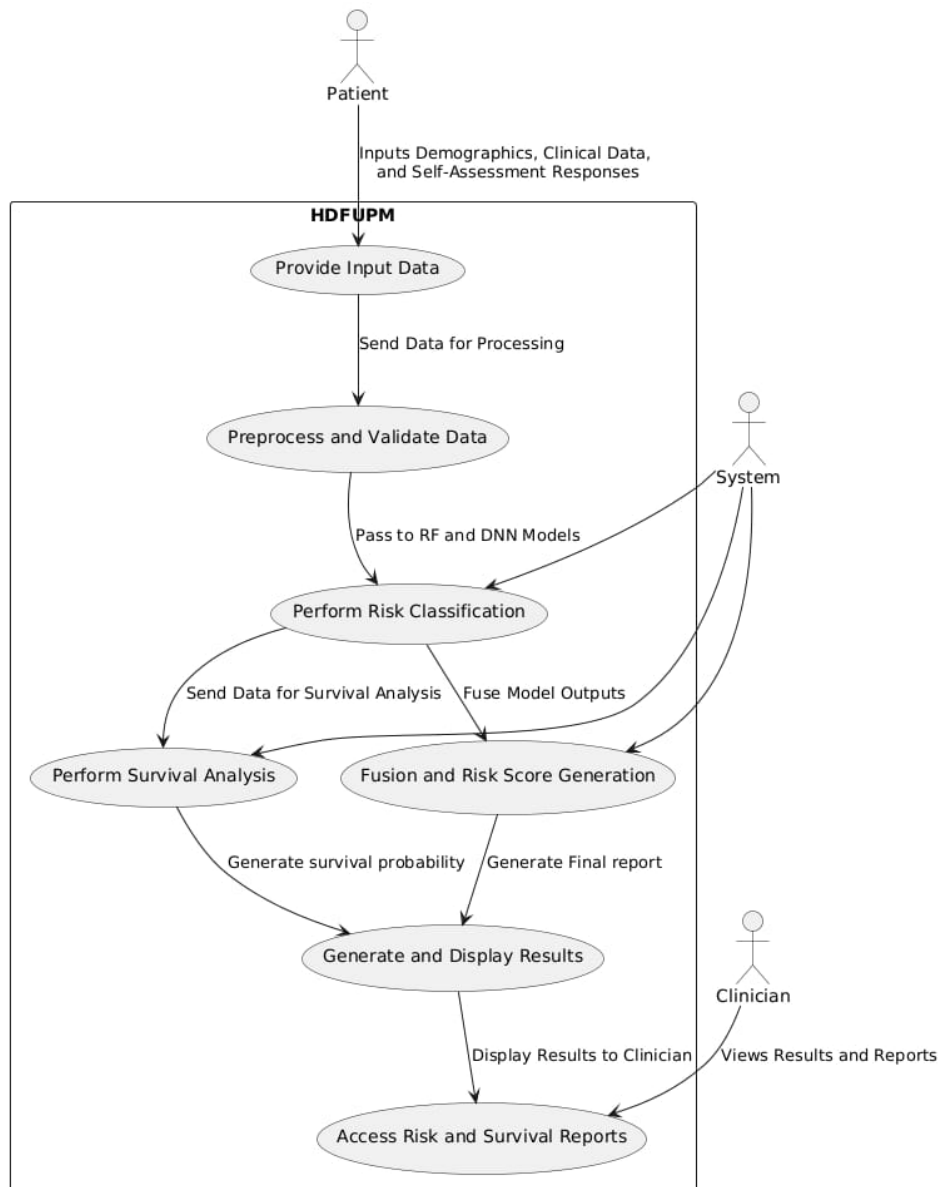 Patient
Inputs Demographics, Clinical Data,
and Self-Assessment Responses
HDFUPM
Provide Input Data
Send Data for Processing
Preprocess and Validate Data
System
Pass to RF and DNN Models
Perform Risk Classification
Send Data for Survival Analysis
Fuse Model Outputs
Perform Survival Analysis
Fusion and Risk Score Generation
Generate survival probability
Generate Final report
Generate and Display Results
Clinician
Display Results to Clinician
Views Results and Reports
Access Risk and Survival Reports